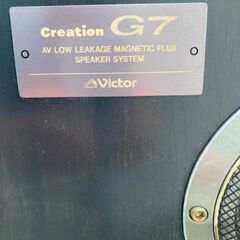 Creation G7
AV LOW LEAKAGE MAGNETIC FLUX
SPEAKER SYSTEM
Victor